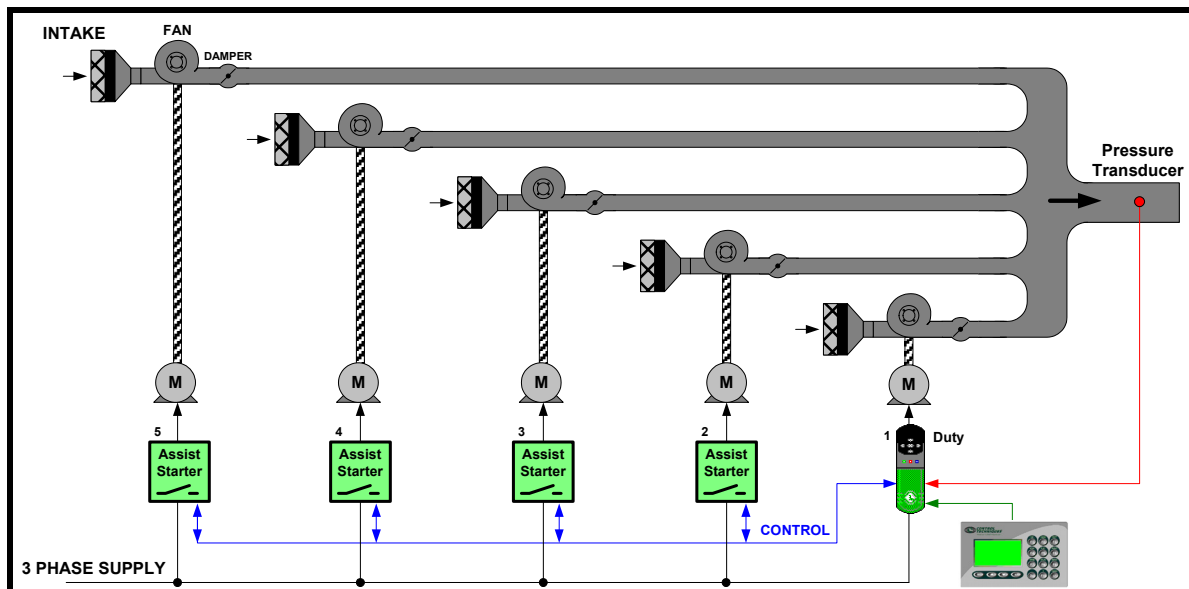 INTAKE
FAN
DAMPER
Pressure
Transducer
M
M
M
M
M
5
Assist
Starter
4
Assist
Starter
3
Assist
Starter
2
Assist
Starter
1
Duty
CONTROL
3 PHASE SUPPLY